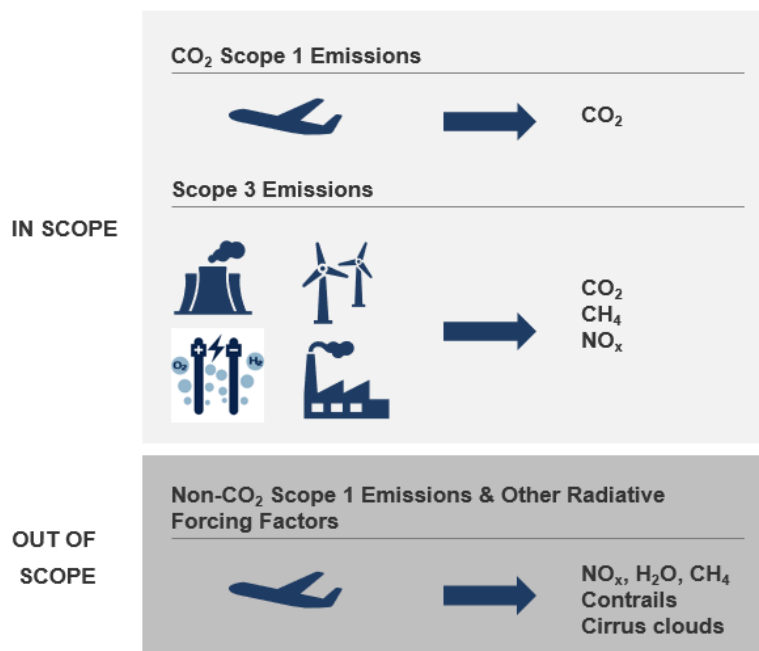 CO₂ Scope 1 Emissions
CO₂
IN SCOPE
Scope 3 Emissions
+ −
O₂ H₂
CO₂
CH₄
NOₓ
OUT OF
SCOPE
Non-CO₂ Scope 1 Emissions & Other Radiative
Forcing Factors
NOₓ, H₂O, CH₄
Contrails
Cirrus clouds